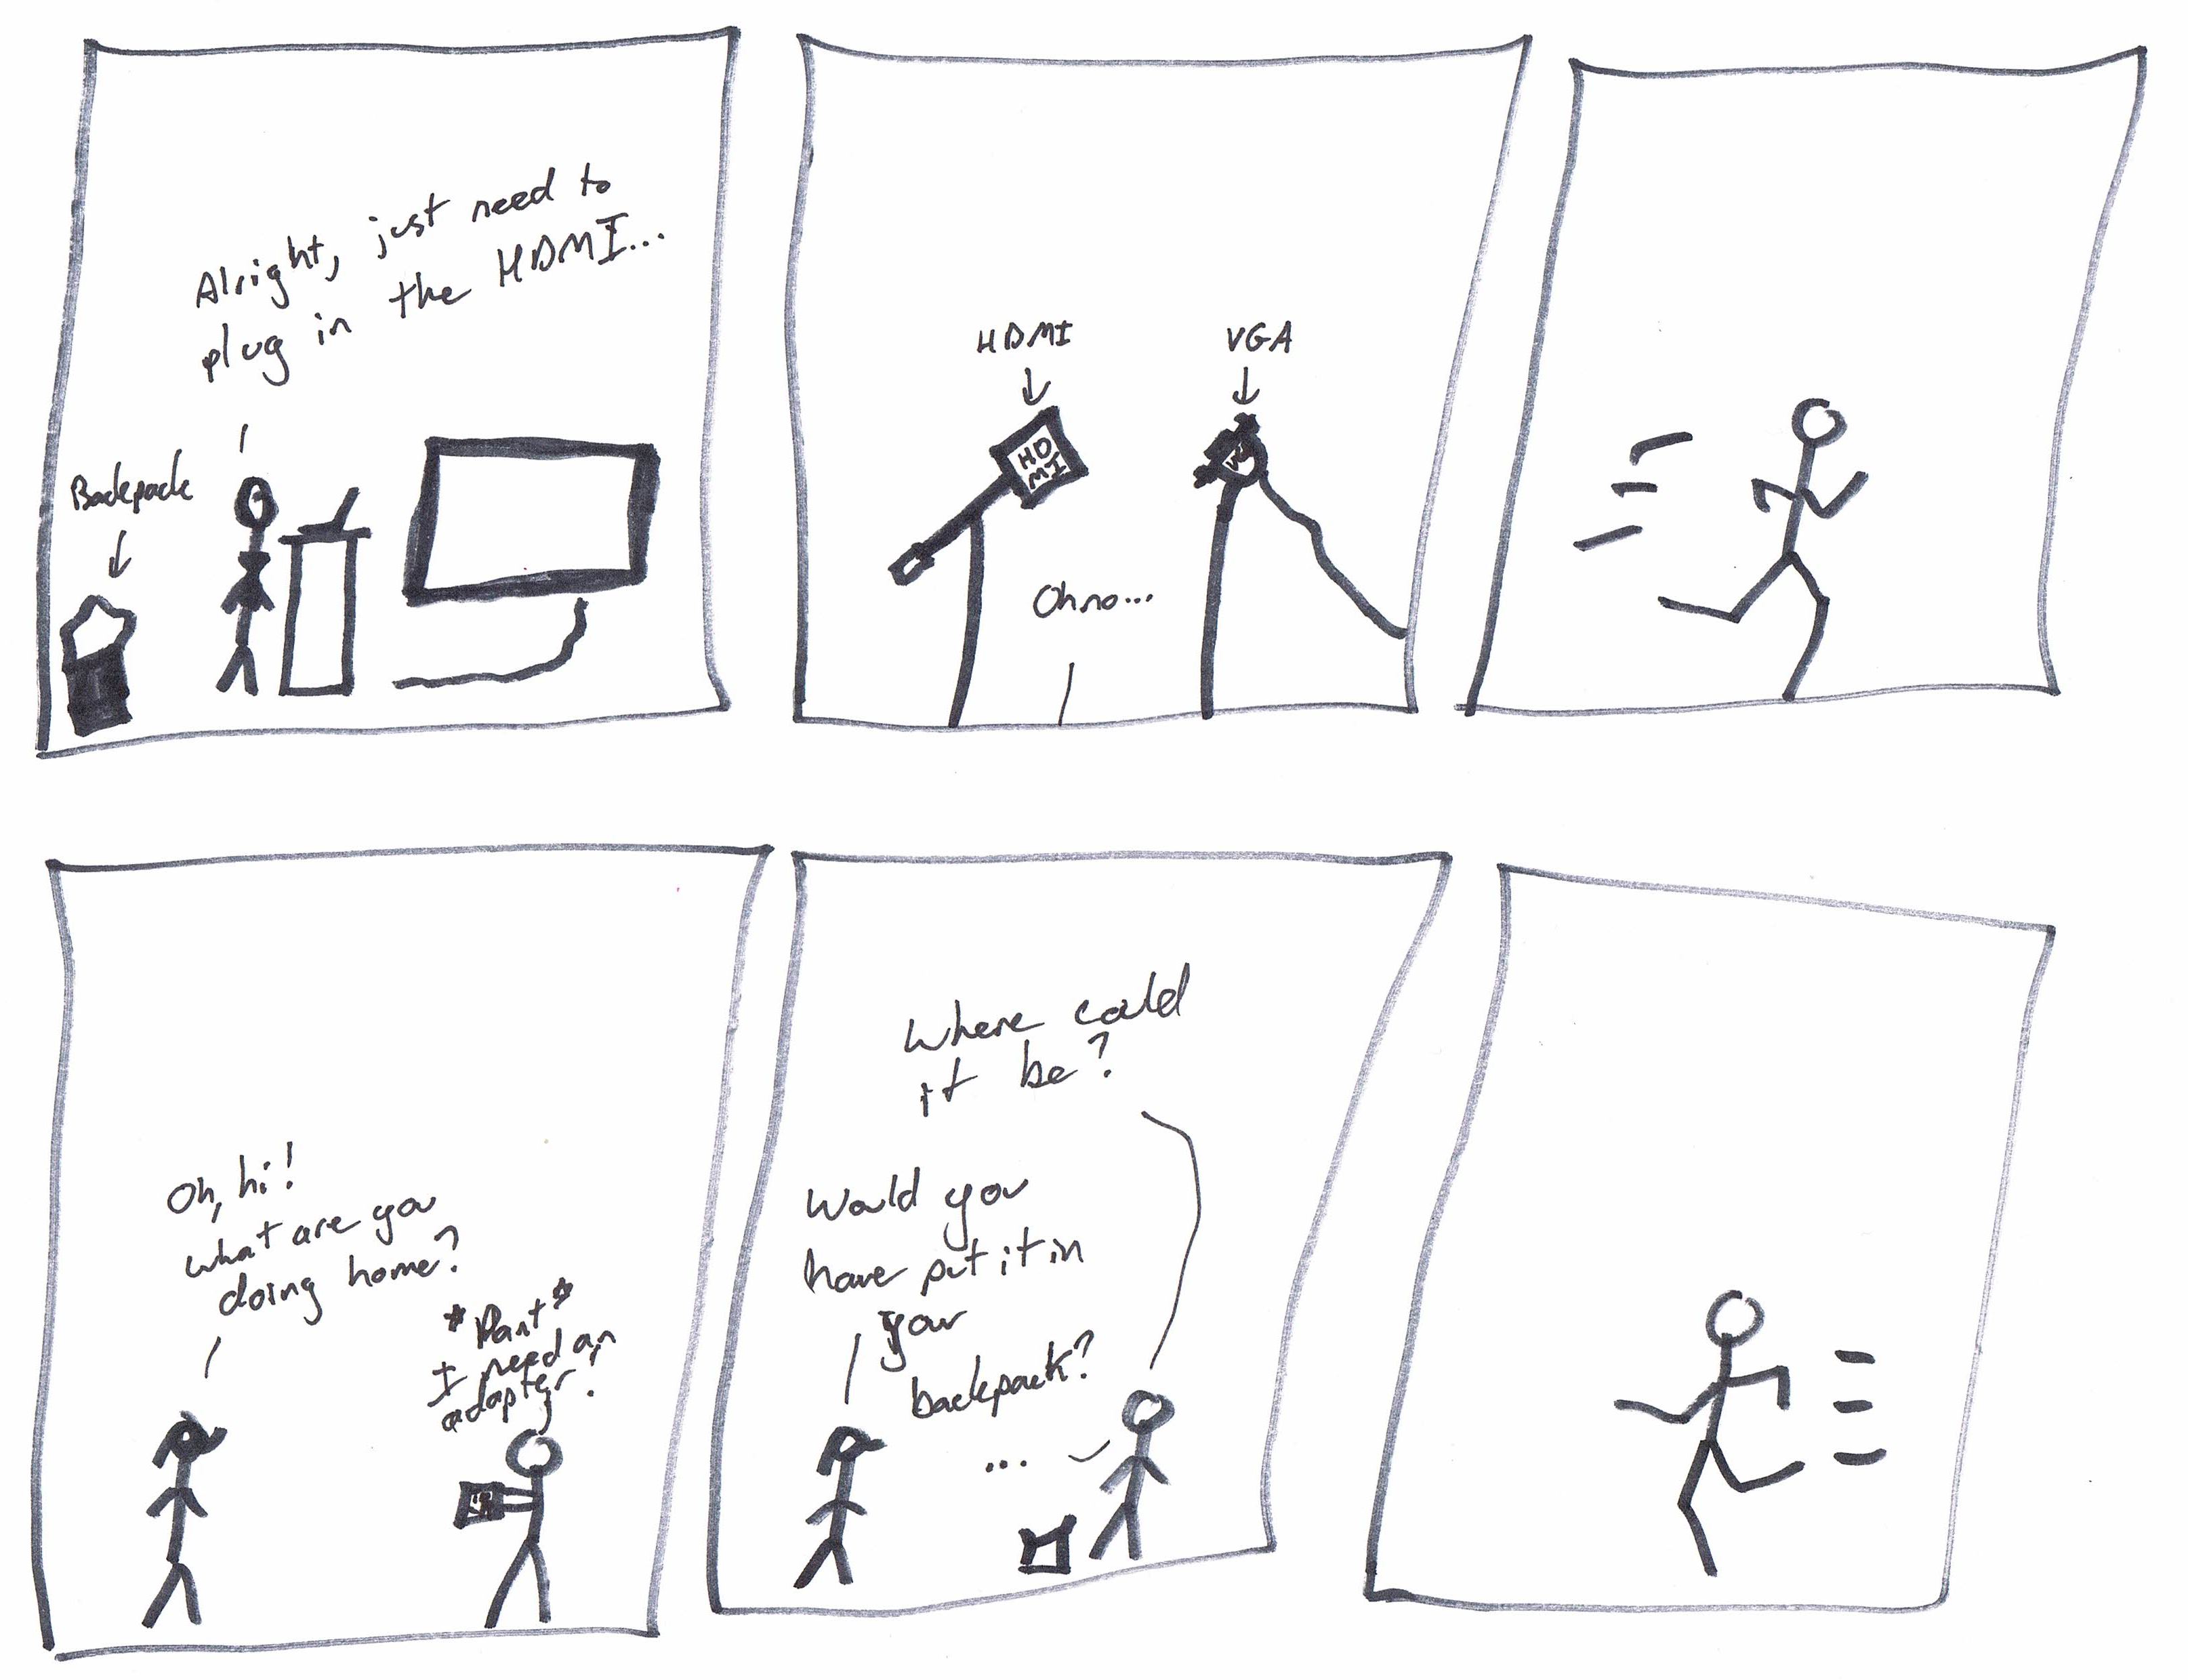 Alright, just need to
plug in the HDMI...
Backpack
HDMI
VGA
HD
MI
Oh no...
Oh, hi!
What are you
doing home?
*Pant*
I need an
adapter!
Where could
it be?
Would you
have put it in
your
backpack?
...